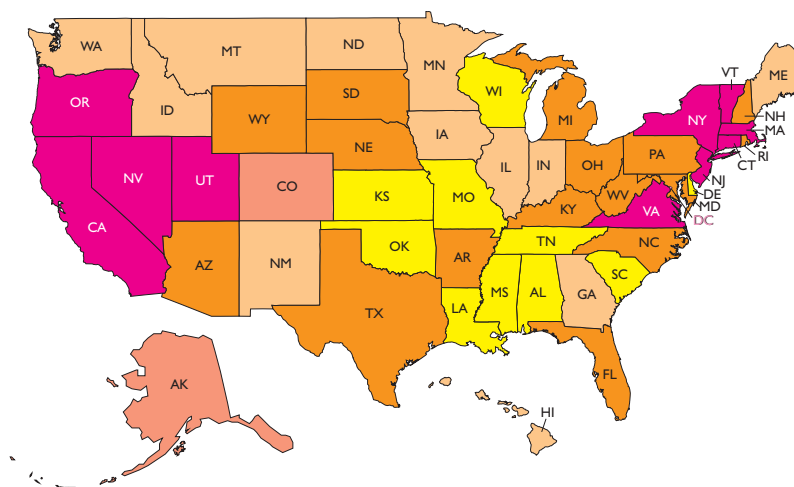 WA
MT
ND
MN
VT
ME
OR
ID
SD
WI
NY
NH
WY
MI
MA
IA
NE
PA
RI
NV
UT
CO
IL
IN
OH
CT
NJ
DE
KS
MO
WV
MD
CA
KY
VA
DC
TN
NC
OK
AZ
NM
AR
SC
MS
AL
GA
LA
TX
FL
AK
HI